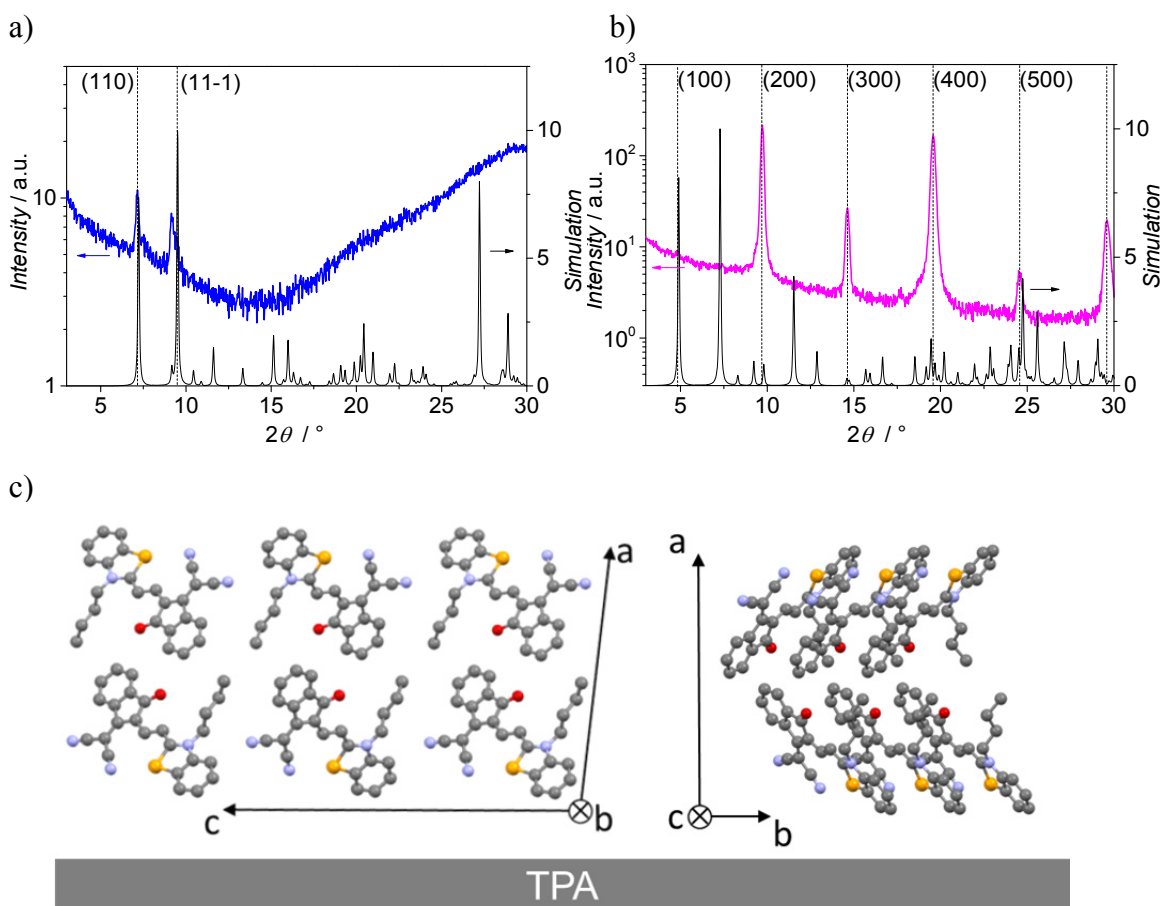 a)
(110)
(11-1)
10
1
Intensity / a.u.
10
5
0
Simulation
5
10
15
20
25
30
2θ / °
b)
(100)
(200)
(300)
(400)
(500)
10³
10²
10¹
10⁰
Intensity / a.u.
10
5
0
Simulation
5
10
15
20
25
30
2θ / °
c)
a
c
b
a
c
b
TPA